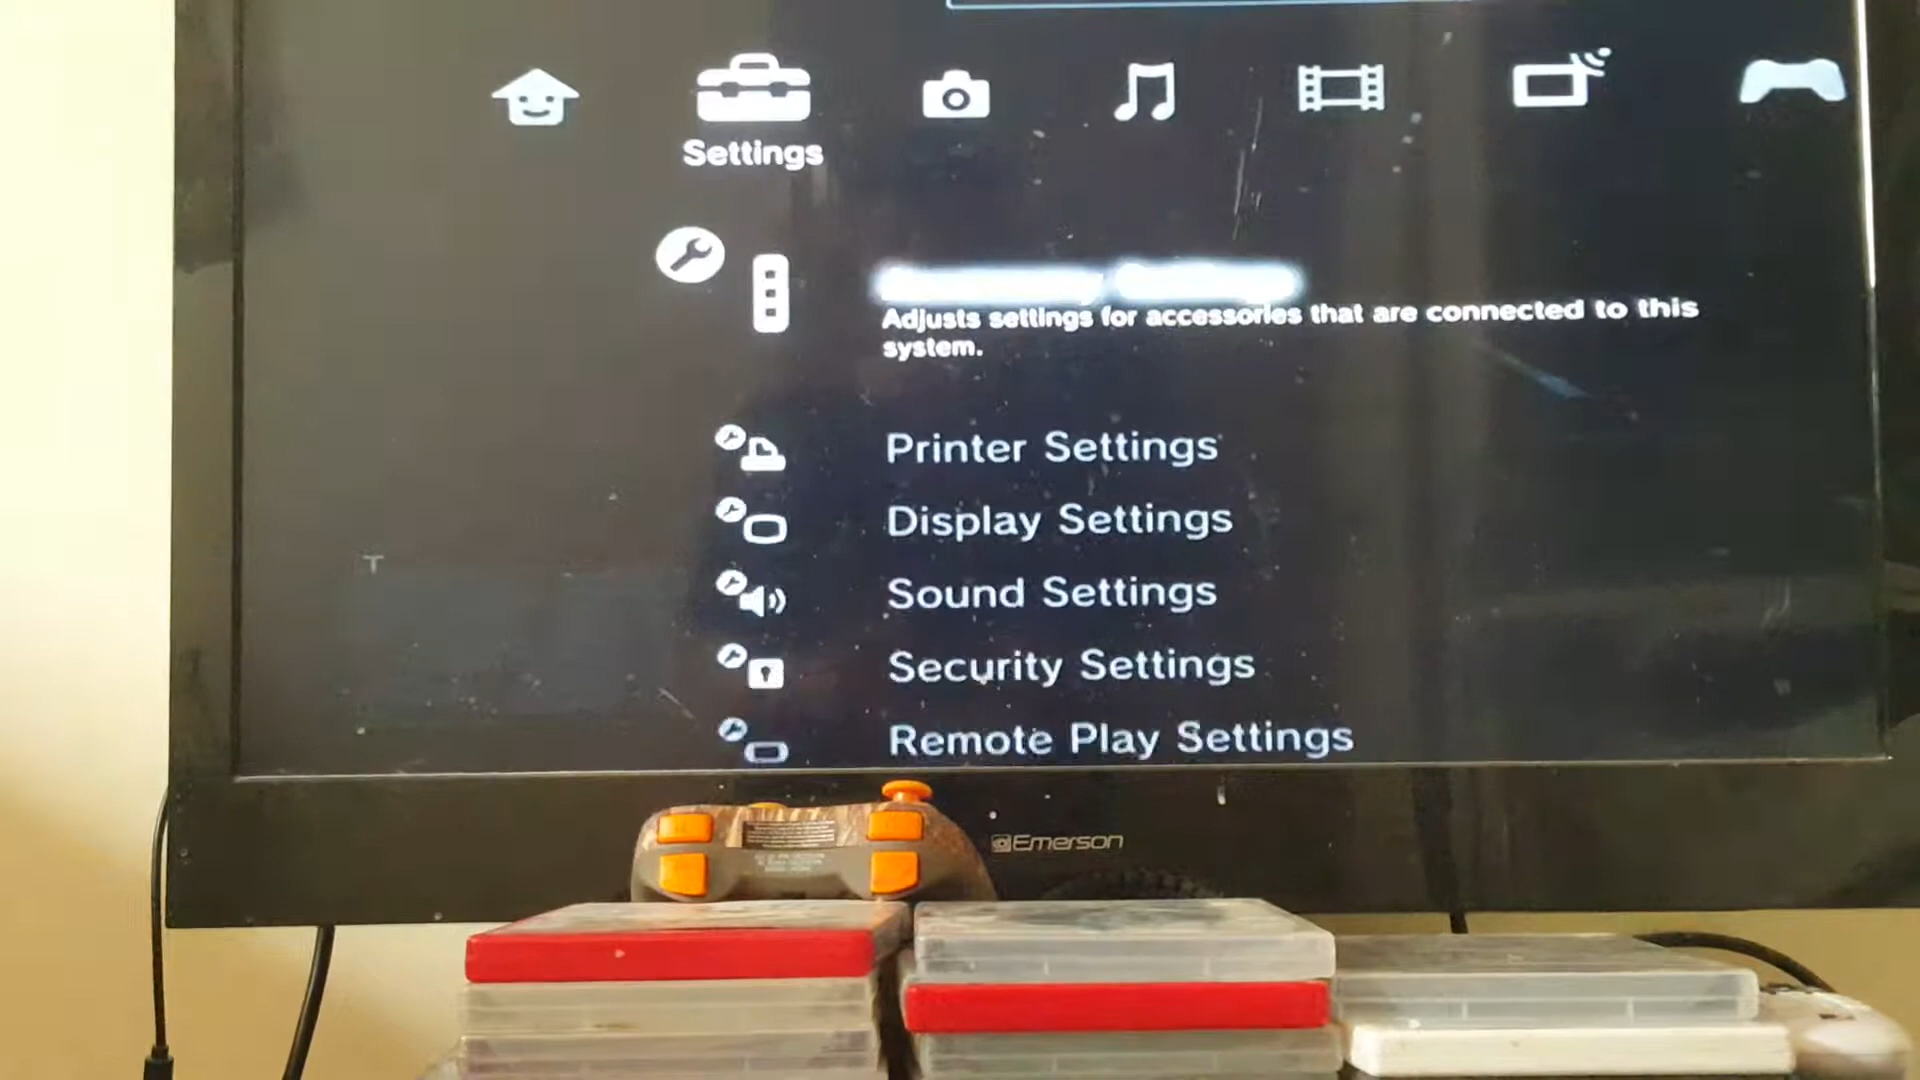 Settings
Adjusts settings for accessories that are connected to this
system.
Printer Settings
Display Settings
Sound Settings
Security Settings
Remote Play Settings
Emerson